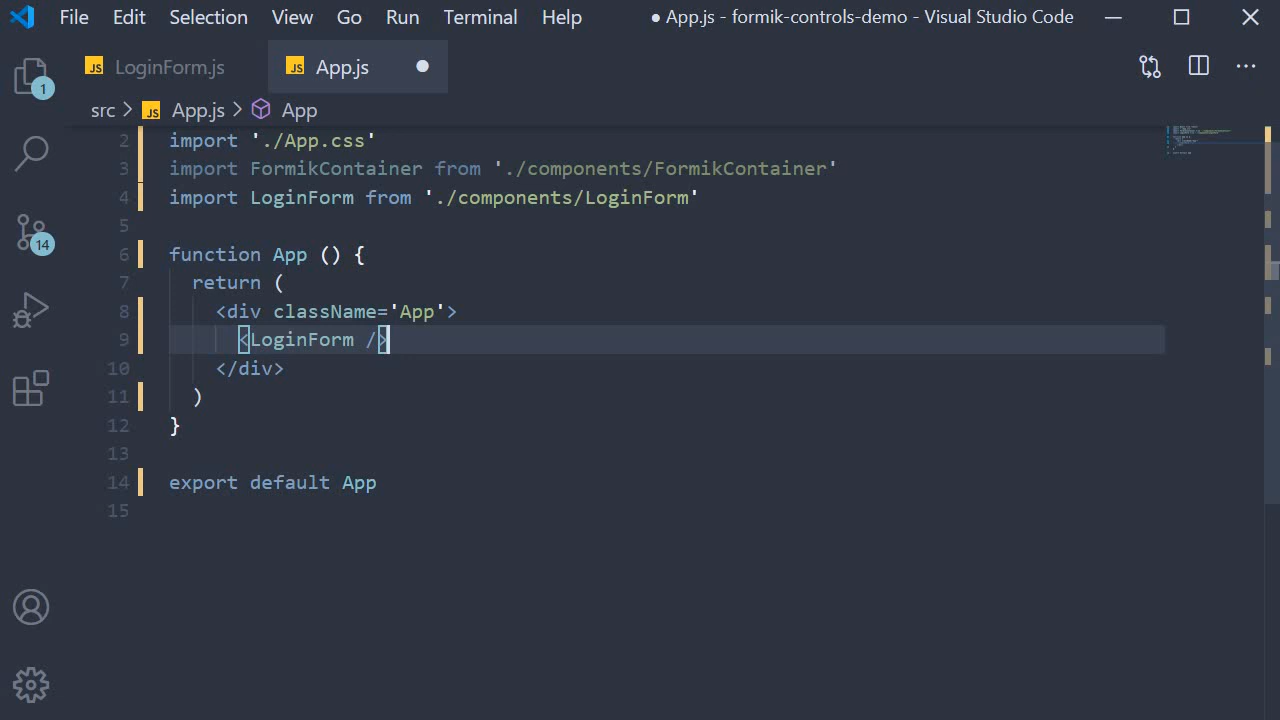 File Edit Selection View Go Run Terminal Help ● App.js - formik-controls-demo - Visual Studio Code
JS LoginForm.js JS App.js
1
src > JS App.js > App
2 import './App.css'
3 import FormikContainer from './components/FormikContainer'
4 import LoginForm from './components/LoginForm'
5
14
6 function App () {
7 return (
8 <div className='App'>
9 <LoginForm />
10 </div>
11 )
12 }
13
14 export default App
15